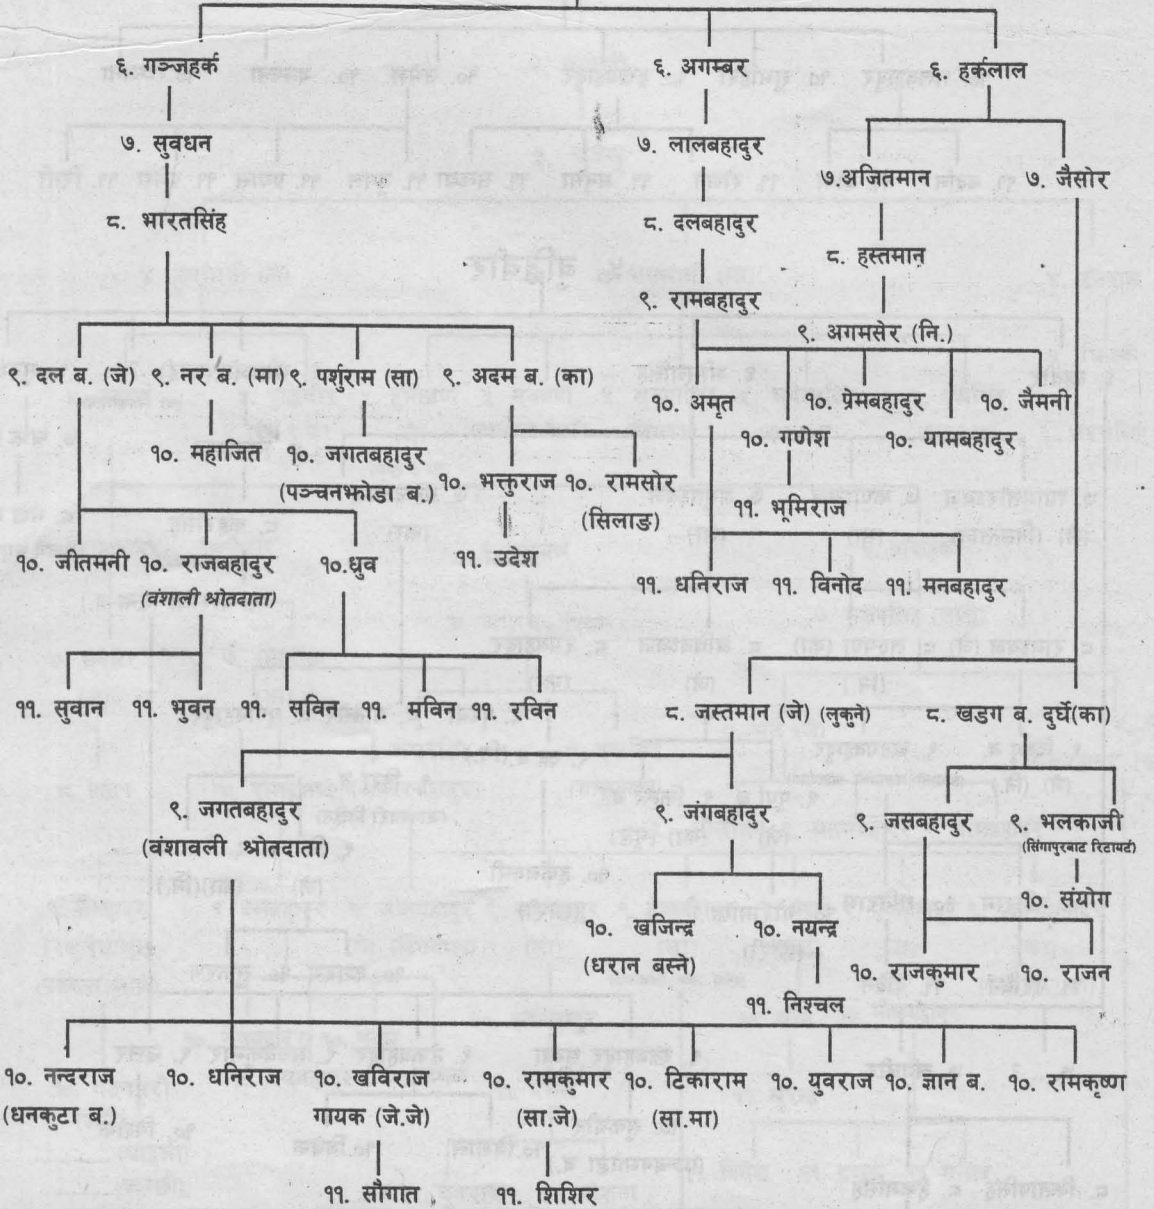 ६. गञ्जहर्क ६. अगम्बर ६. हर्कलाल
७. सुवधन ७. लालबहादुर ७.अजितमान ७. जैसोर
८. भारतसिंह ८. दलबहादुर
८. हस्तमान
९. रामबहादुर
९. अगमसेर (नि.)
९. दल ब. (जे) ९. नर ब. (मा) ९. पर्शुराम (सा) ९. अदम ब. (का)
१०. अमृत १०. प्रेमबहादुर १०. जैमनी
१०. गणेश १०. यामबहादुर
१०. महाजित १०. जगतबहादुर
(पञ्चनझोडा ब.)
१०. भक्तुराज १०. रामसोर
(सिलाङ)
११. भूमिराज
१०. जीतमनी १०. राजबहादुर १०.ध्रुव ११. उदेश
(वंशाली श्रोतदाता)
११. धनिराज ११. विनोद ११. मनबहादुर
११. सुवान ११. भुवन ११. सविन ११. मविन ११. रविन
८. जस्तमान (जे) (लुकुने) ८. खडग ब. दुर्घे(का)
९. जगतबहादुर ९. जंगबहादुर ९. जसबहादुर ९. भलकाजी
(वंशावली श्रोतदाता) (सिंगापुरबाट रिटायर्ट)
१०. संयोग
१०. खजिन्द्र १०. नयन्द्र
(धरान बस्ने)
१०. राजकुमार १०. राजन
११. निश्चल
१०. नन्दराज १०. धनिराज १०. खविराज १०. रामकुमार १०. टिकाराम १०. युवराज १०. ज्ञान ब. १०. रामकृष्ण
(धनकुटा ब.) गायक (जे.जे) (सा.जे) (सा.मा)
११. सौगात ११. शिशिर